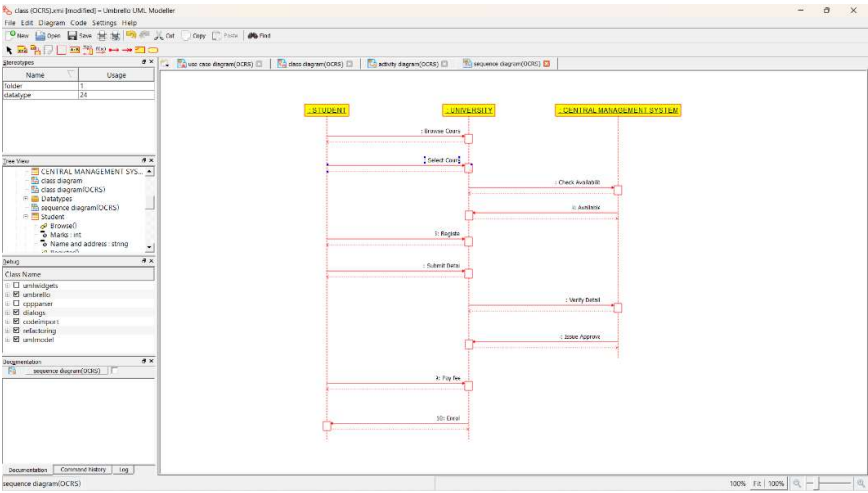 class (OCRS).xmi [modified] - Umbrello UML Modeller
File Edit Diagram Code Settings Help
New Open Save Cut Copy Paste Find
Stereotypes
Name Usage
folder 1
datatype 24
Tree View
CENTRAL MANAGEMENT SYS...
class diagram
class diagram(OCRS)
Datatypes
sequence diagram(OCRS)
Student
Browse()
Marks : int
Name and address : string
Debug
Class Name
umlwidgets
umbrello
cppparser
dialogs
codeimport
refactoring
umlmodel
Documentation
sequence diagram(OCRS)
Documentation Command history Log
sequence diagram(OCRS)
use case diagram(OCRS) class diagram(OCRS) activity diagram(OCRS) sequence diagram(OCRS)
: STUDENT : UNIVERSITY : CENTRAL MANAGEMENT SYSTEM
: Browse Cours
Select Cours
: Check Availabilit
: Availabl
: Registe
: Submit Detai
: Verify Detail
: Issue Approve
9: Pay fee
10: Enrol
100% Fit 100%